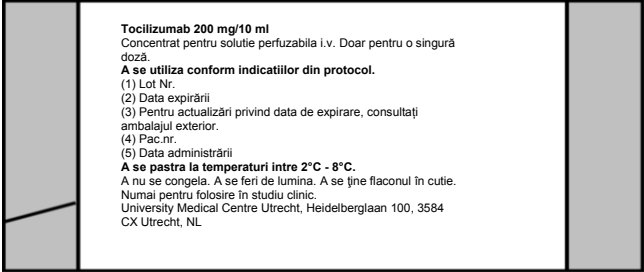 Tocilizumab 200 mg/10 ml
Concentrat pentru solutie perfuzabila i.v. Doar pentru o singură
doză.
A se utiliza conform indicatiilor din protocol.
(1) Lot Nr.
(2) Data expirării
(3) Pentru actualizări privind data de expirare, consultați
ambalajul exterior.
(4) Pac.nr.
(5) Data administrării
A se pastra la temperaturi intre 2°C - 8°C.
A nu se congela. A se feri de lumina. A se ţine flaconul în cutie.
Numai pentru folosire în studiu clinic.
University Medical Centre Utrecht, Heidelberglaan 100, 3584
CX Utrecht, NL